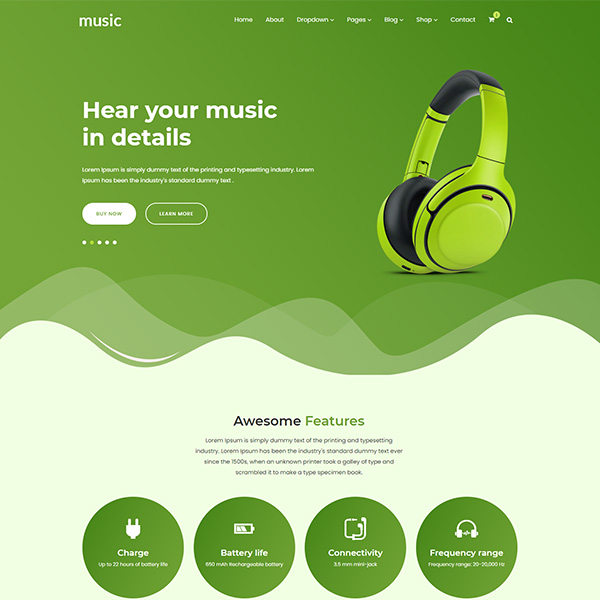 music
Home About Dropdown Pages Blog Shop Contact
Hear your music
in details
Lorem Ipsum is simply dummy text of the printing and typesetting industry. Lorem
Ipsum has been the industry's standard dummy text .
BUY NOW LEARN MORE
Awesome Features
Lorem Ipsum is simply dummy text of the printing and typesetting
industry. Lorem Ipsum has been the industry's standard dummy text ever
since the 1500s, when an unknown printer took a galley of type and
scrambled it to make a type specimen book.
Charge
Up to 22 hours of battery life
Battery life
650 mAh Rechargeable battery
Connectivity
3.5 mm mini-jack
Frequency range
Frequency range: 20-20,000 Hz